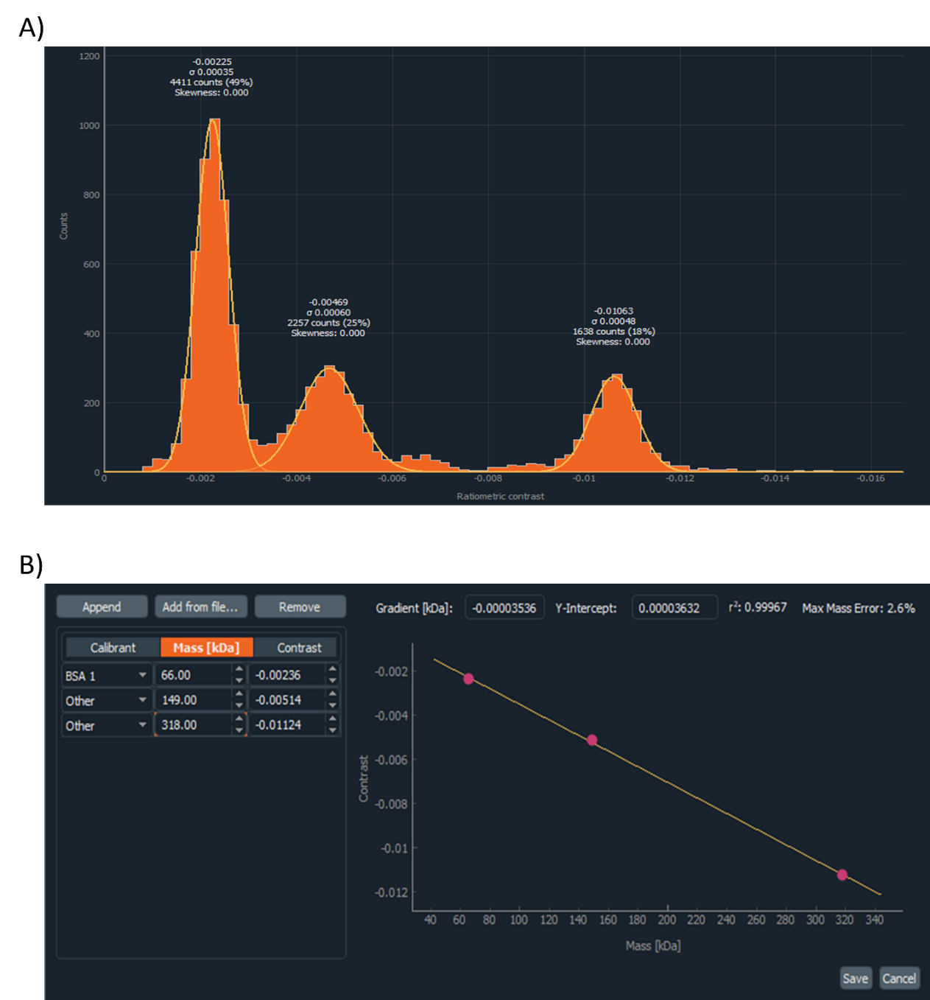 A)
1200
1000
800
600
400
200
0
Counts
-0.00225
σ 0.00035
4411 counts (49%)
Skewness: 0.000
-0.00469
σ 0.00060
2257 counts (25%)
Skewness: 0.000
-0.01063
σ 0.00048
1638 counts (18%)
Skewness: 0.000
0 -0.002 -0.004 -0.006 -0.008 -0.01 -0.012 -0.014 -0.016
Ratiometric contrast
B)
Append Add from file... Remove
Calibrant Mass [kDa] Contrast
BSA 1 66.00 -0.00236
Other 149.00 -0.00514
Other 318.00 -0.01124
Gradient [kDa]: -0.00003536 Y-Intercept: 0.00003632 r²: 0.99967 Max Mass Error: 2.6%
-0.002
-0.004
-0.006
-0.008
-0.01
-0.012
Contrast
40 60 80 100 120 140 160 180 200 220 240 260 280 300 320 340
Mass [kDa]
Save Cancel